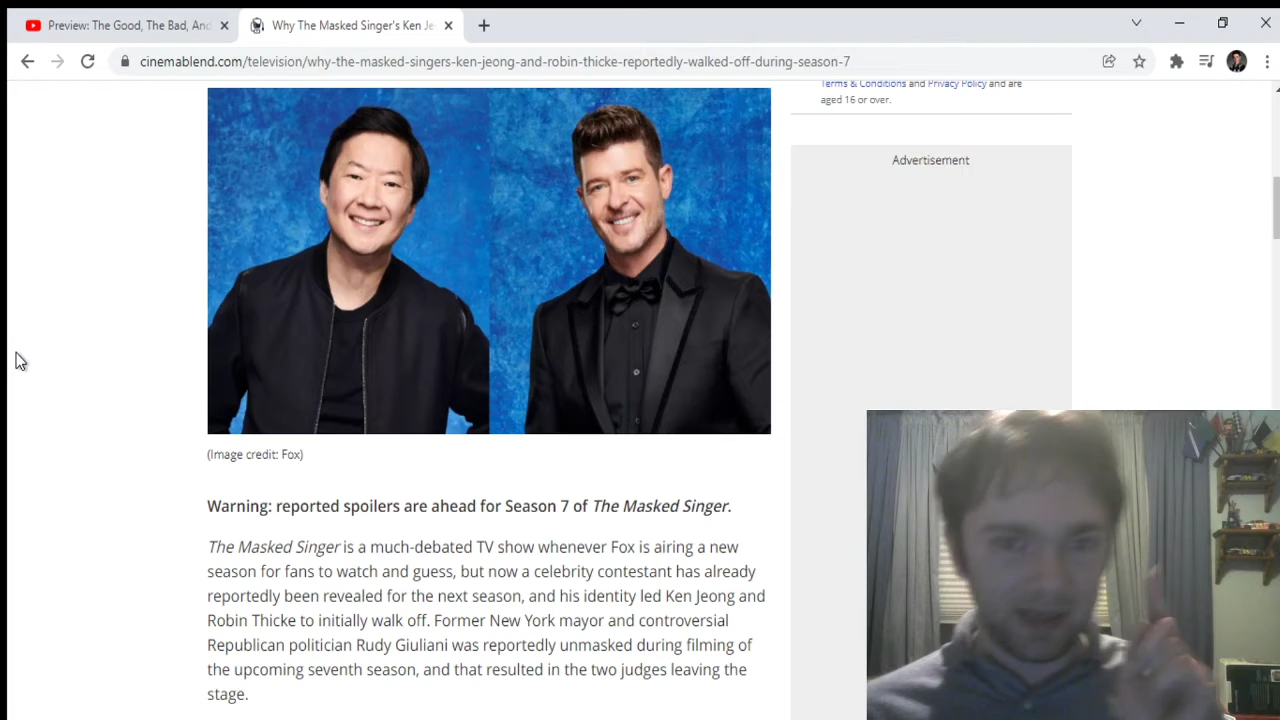 Preview: The Good, The Bad, And
Why The Masked Singer's Ken Je
cinemablend.com/television/why-the-masked-singers-ken-jeong-and-robin-thicke-reportedly-walked-off-during-season-7
Terms & Conditions and Privacy Policy and are
aged 16 or over.
Advertisement
(Image credit: Fox)
Warning: reported spoilers are ahead for Season 7 of The Masked Singer.
The Masked Singer is a much-debated TV show whenever Fox is airing a new
season for fans to watch and guess, but now a celebrity contestant has already
reportedly been revealed for the next season, and his identity led Ken Jeong and
Robin Thicke to initially walk off. Former New York mayor and controversial
Republican politician Rudy Giuliani was reportedly unmasked during filming of
the upcoming seventh season, and that resulted in the two judges leaving the
stage.